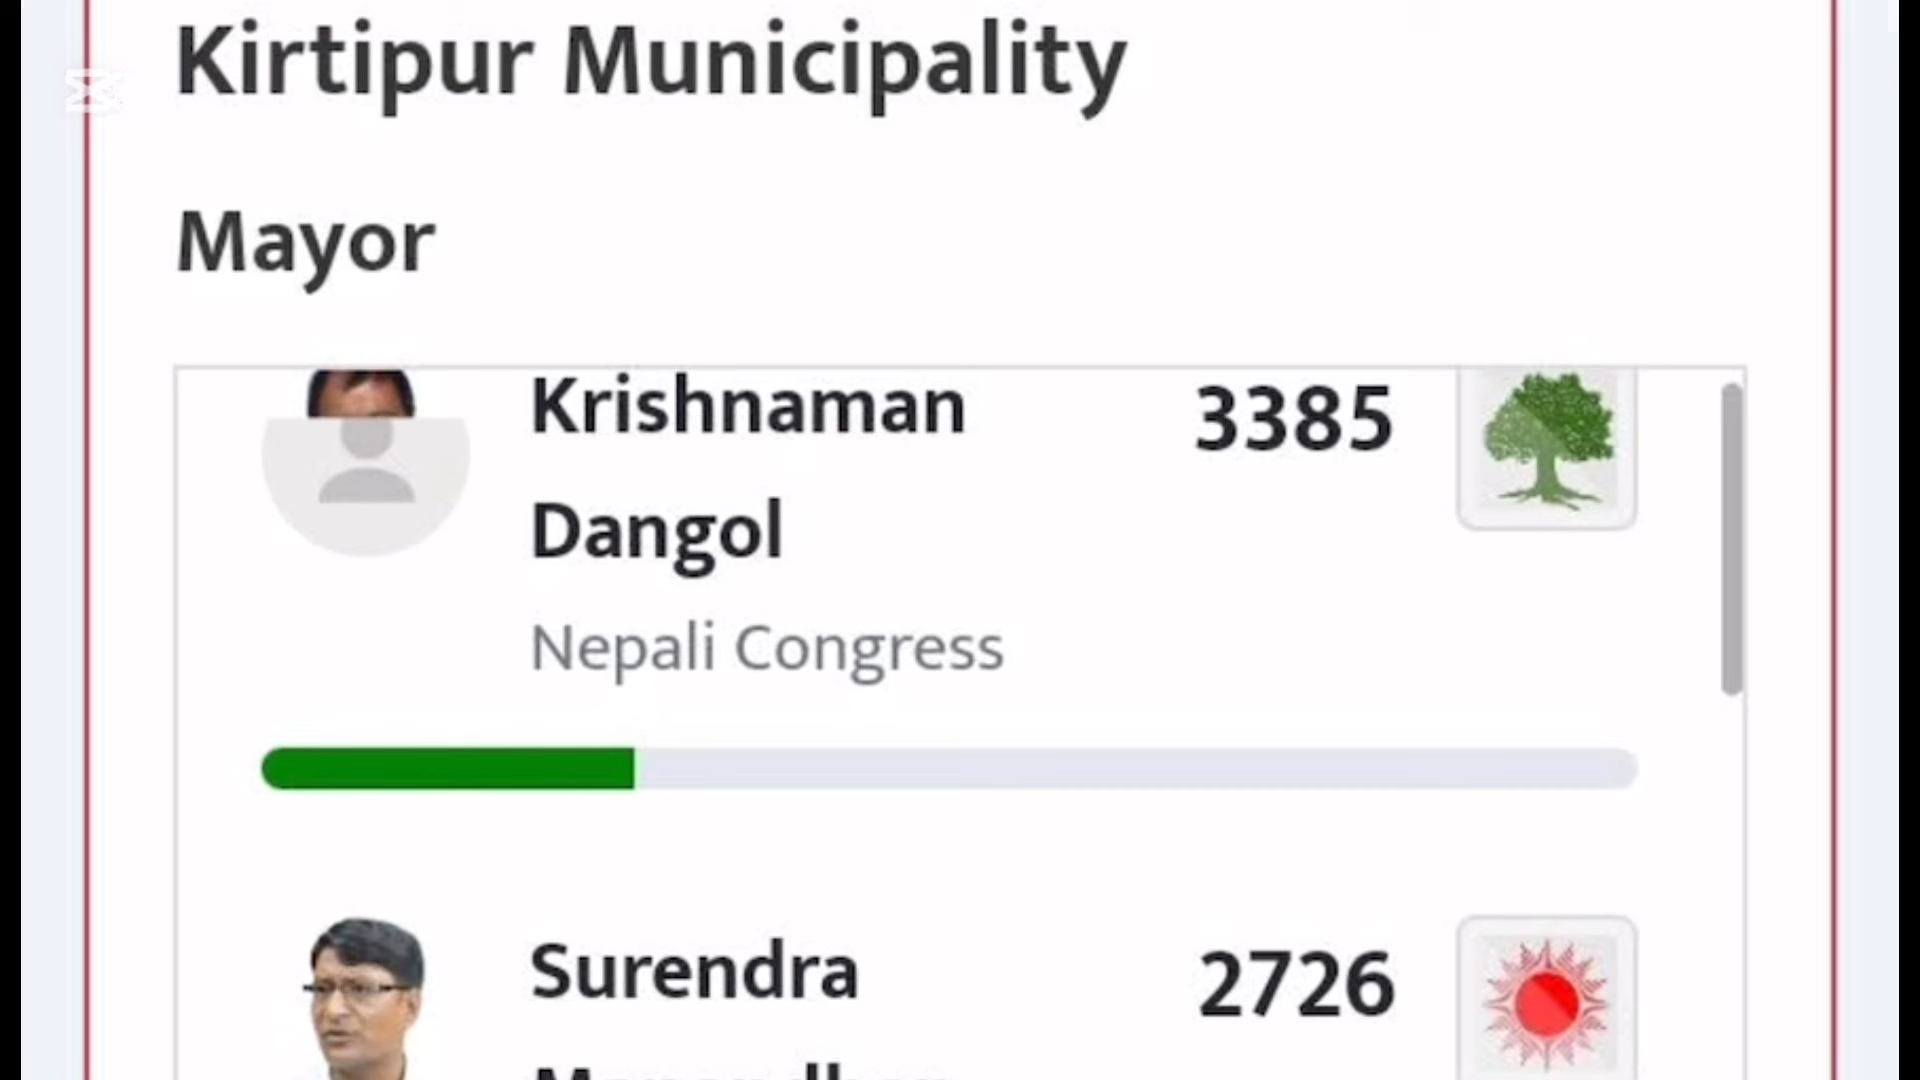 Kirtipur Municipality
Mayor
Krishnaman 3385
Dangol
Nepali Congress
Surendra 2726